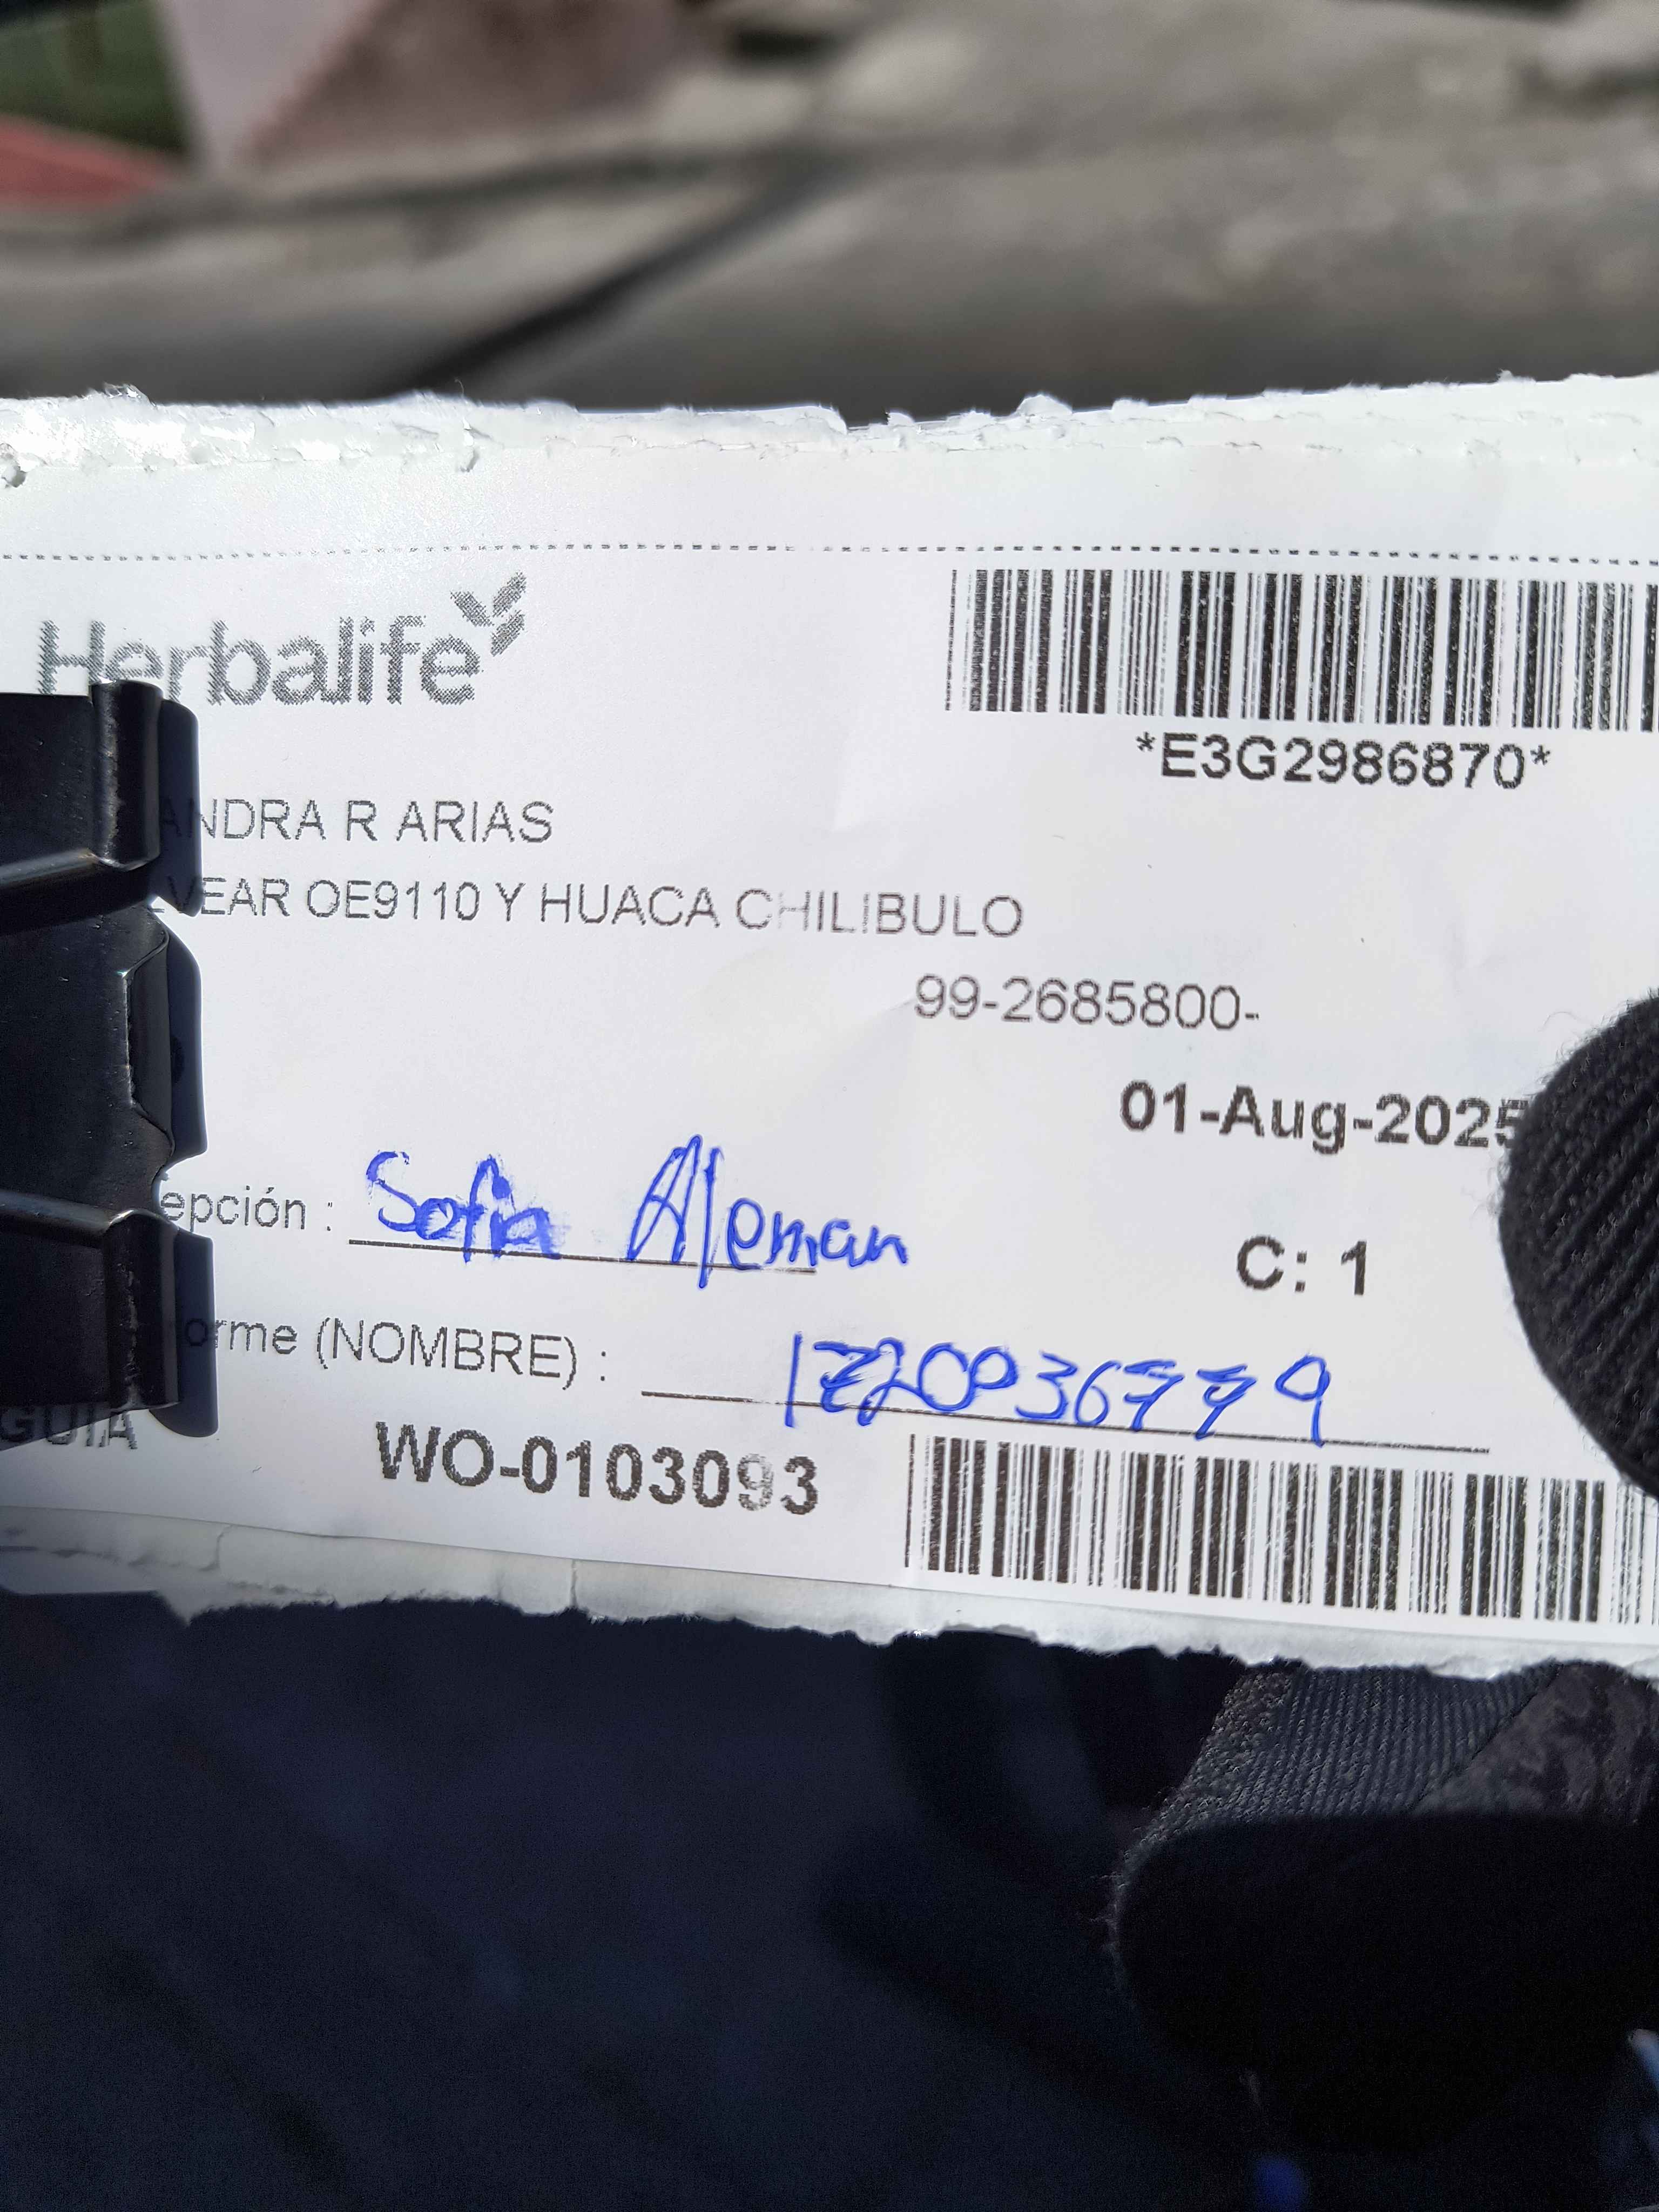 Herbalife
*E3G2986870*
ANDRA R ARIAS
VEAR OE9110 Y HUACA CHILIBULO
99-2685800-
01-Aug-2025
epción : Sofia Aleman
C: 1
orme (NOMBRE) :
GUIA WO-0103093